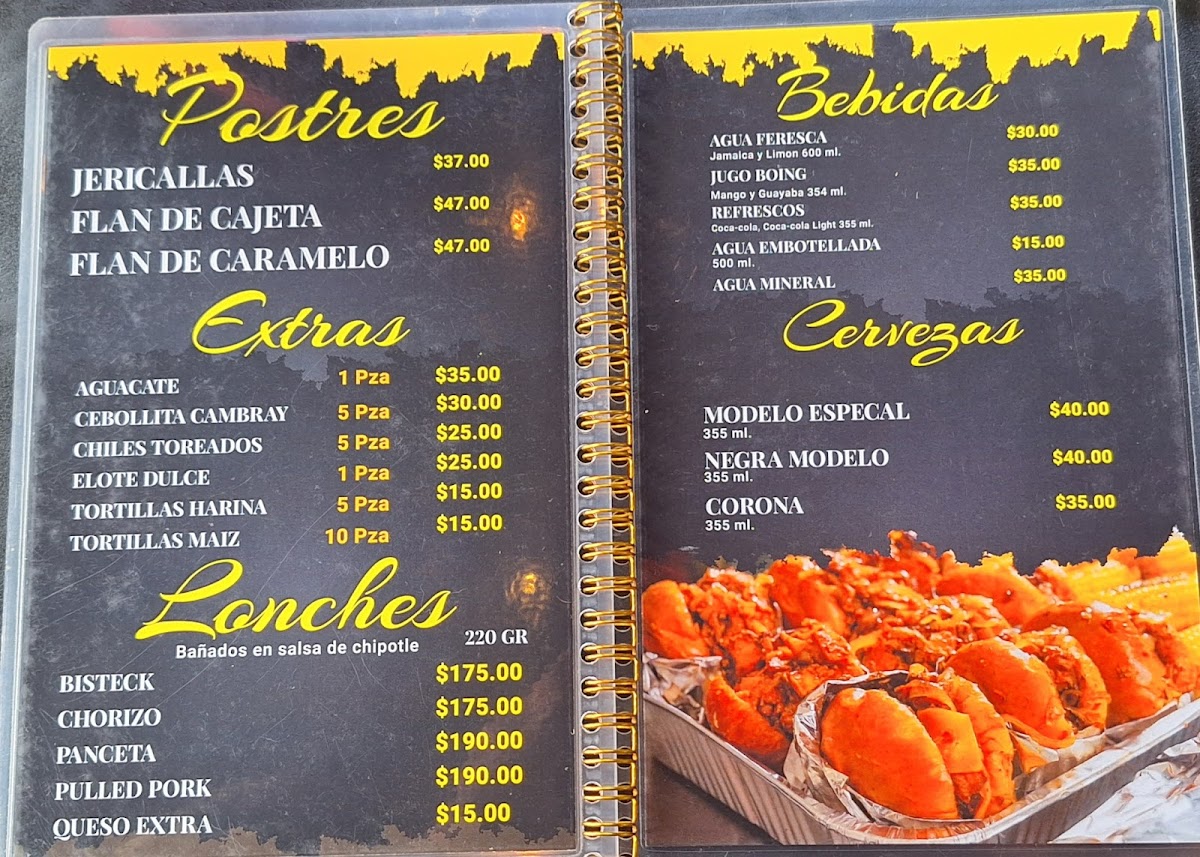 Postres
JERICALLAS $37.00
FLAN DE CAJETA $47.00
FLAN DE CARAMELO $47.00
Extras
AGUACATE 1 Pza $35.00
CEBOLLITA CAMBRAY 5 Pza $30.00
CHILES TOREADOS 5 Pza $25.00
ELOTE DULCE 1 Pza $25.00
TORTILLAS HARINA 5 Pza $15.00
TORTILLAS MAIZ 10 Pza $15.00
Lonches
Bañados en salsa de chipotle 220 GR
BISTECK $175.00
CHORIZO $175.00
PANCETA $190.00
PULLED PORK $190.00
QUESO EXTRA $15.00
Bebidas
AGUA FERESCA $30.00
Jamaica y Limon 600 ml.
JUGO BOING $35.00
Mango y Guayaba 354 ml.
REFRESCOS $35.00
Coca-cola, Coca-cola Light 355 ml.
AGUA EMBOTELLADA $15.00
500 ml.
AGUA MINERAL $35.00
Cervezas
MODELO ESPECAL $40.00
355 ml.
NEGRA MODELO $40.00
355 ml.
CORONA $35.00
355 ml.